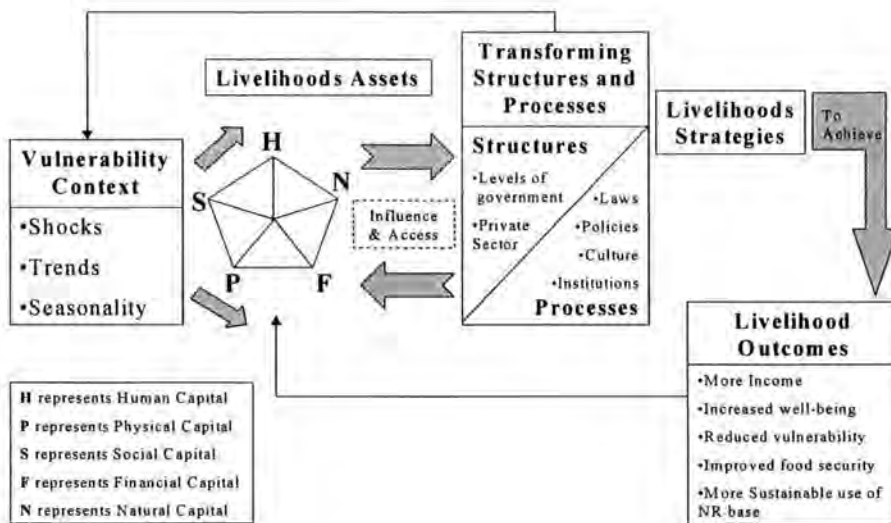 Livelihoods Assets
Transforming
Structures and
Processes
Livelihoods
Strategies
To
Achieve
Vulnerability
Context
•Shocks
•Trends
•Seasonality
H
S
N
P
F
Influence
& Access
Structures
•Levels of
government
•Private
Sector
•Laws
•Policies
•Culture
•Institutions
Processes
Livelihood
Outcomes
•More Income
•Increased well-being
•Reduced vulnerability
•Improved food security
•More Sustainable use of
NR base
H represents Human Capital
P represents Physical Capital
S represents Social Capital
F represents Financial Capital
N represents Natural Capital